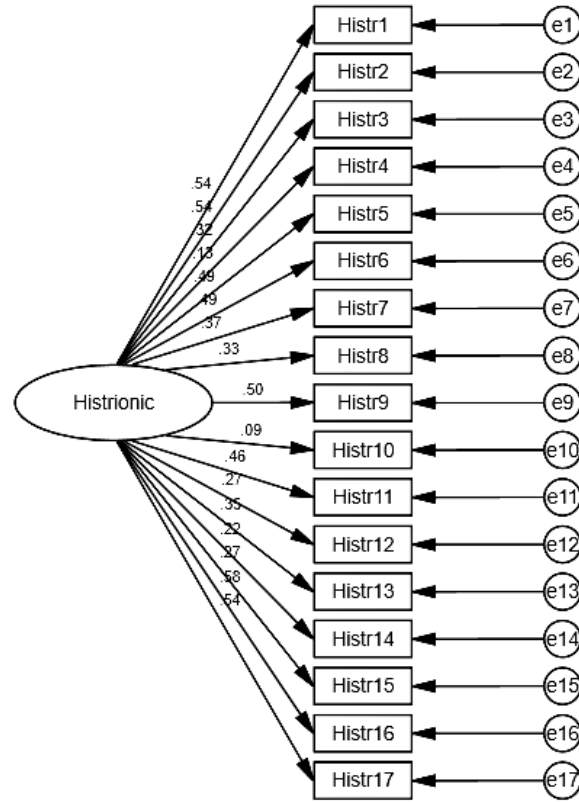 Histr1 e1
Histr2 e2
Histr3 e3
Histr4 e4
Histr5 e5
Histr6 e6
Histr7 e7
Histr8 e8
Histr9 e9
Histr10 e10
Histr11 e11
Histr12 e12
Histr13 e13
Histr14 e14
Histr15 e15
Histr16 e16
Histr17 e17
Histrionic
.54
.54
.32
.13
.49
.49
.37
.33
.50
.09
.46
.27
.35
.22
.27
.58
.54